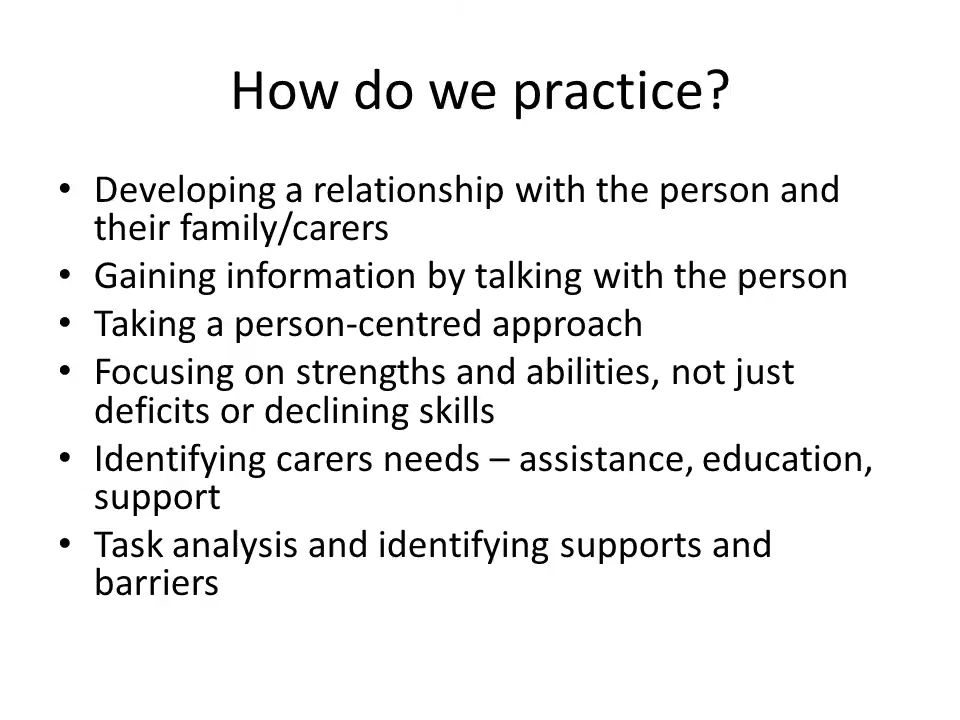 How do we practice?
• Developing a relationship with the person and
their family/carers
• Gaining information by talking with the person
• Taking a person-centred approach
• Focusing on strengths and abilities, not just
deficits or declining skills
• Identifying carers needs – assistance, education,
support
• Task analysis and identifying supports and
barriers